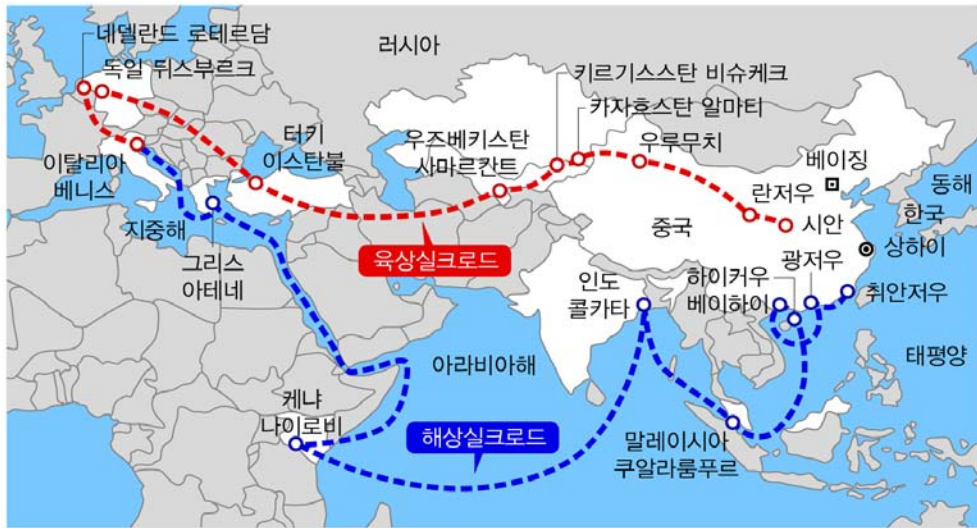 네델란드 로테르담
독일 뒤스부르크
러시아
키르기스스탄 비슈케크
카자흐스탄 알마티
우루무치
터키
이스탄불
우즈베키스탄
사마르칸트
이탈리아
베니스
베이징
동해
란저우
한국
지중해
중국
시안
육상실크로드
상하이
그리스
아테네
인도
콜카타
하이커우
베이하이
광저우
취안저우
아라비아해
태평양
케냐
나이로비
해상실크로드
말레이시아
쿠알라룸푸르